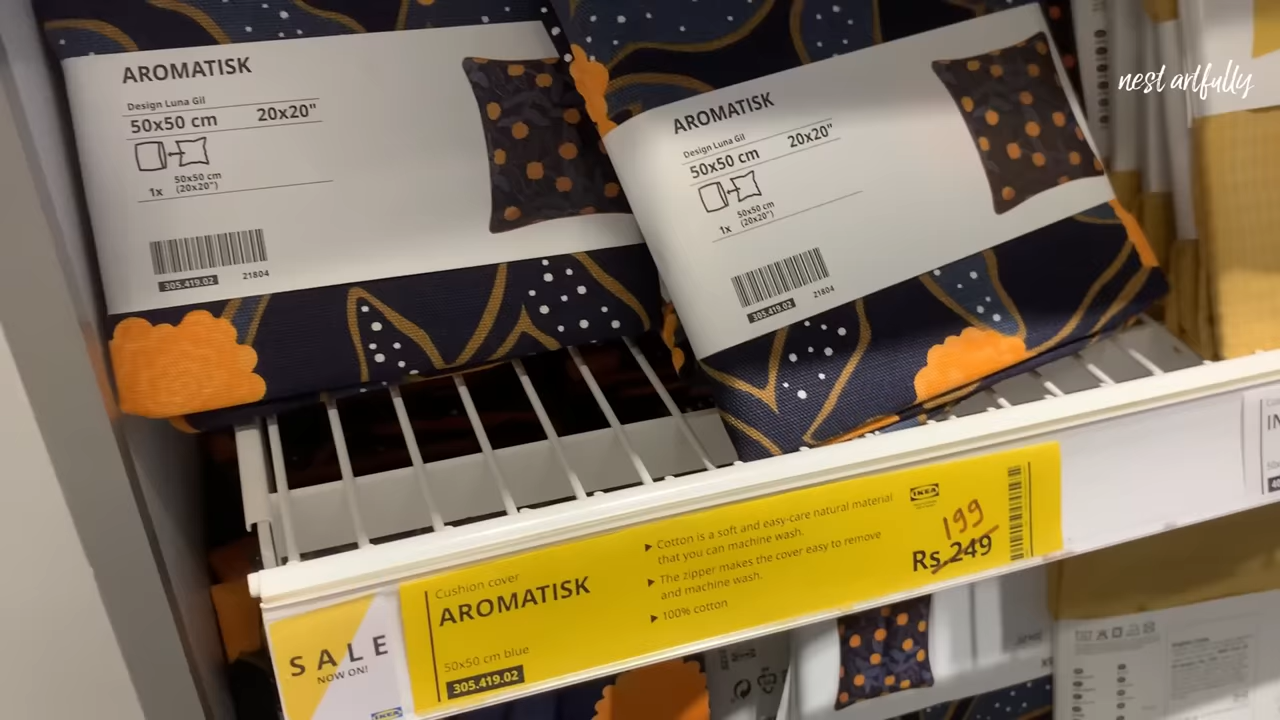 nest artfully
AROMATISK
Design Luna Gil
50x50 cm 20x20"
1x 50x50 cm
(20x20")
305.419.02 21804
AROMATISK
Design Luna Gil
50x50 cm 20x20"
1x 50x50 cm
(20x20")
305.419.02 21804
SALE
NOW ON!
IKEA
Cushion cover
AROMATISK
50x50 cm blue
305.419.02
▶ Cotton is a soft and easy-care natural material
that you can machine wash.
▶ The zipper makes the cover easy to remove
and machine wash.
▶ 100% cotton
IKEA
199
Rs.249